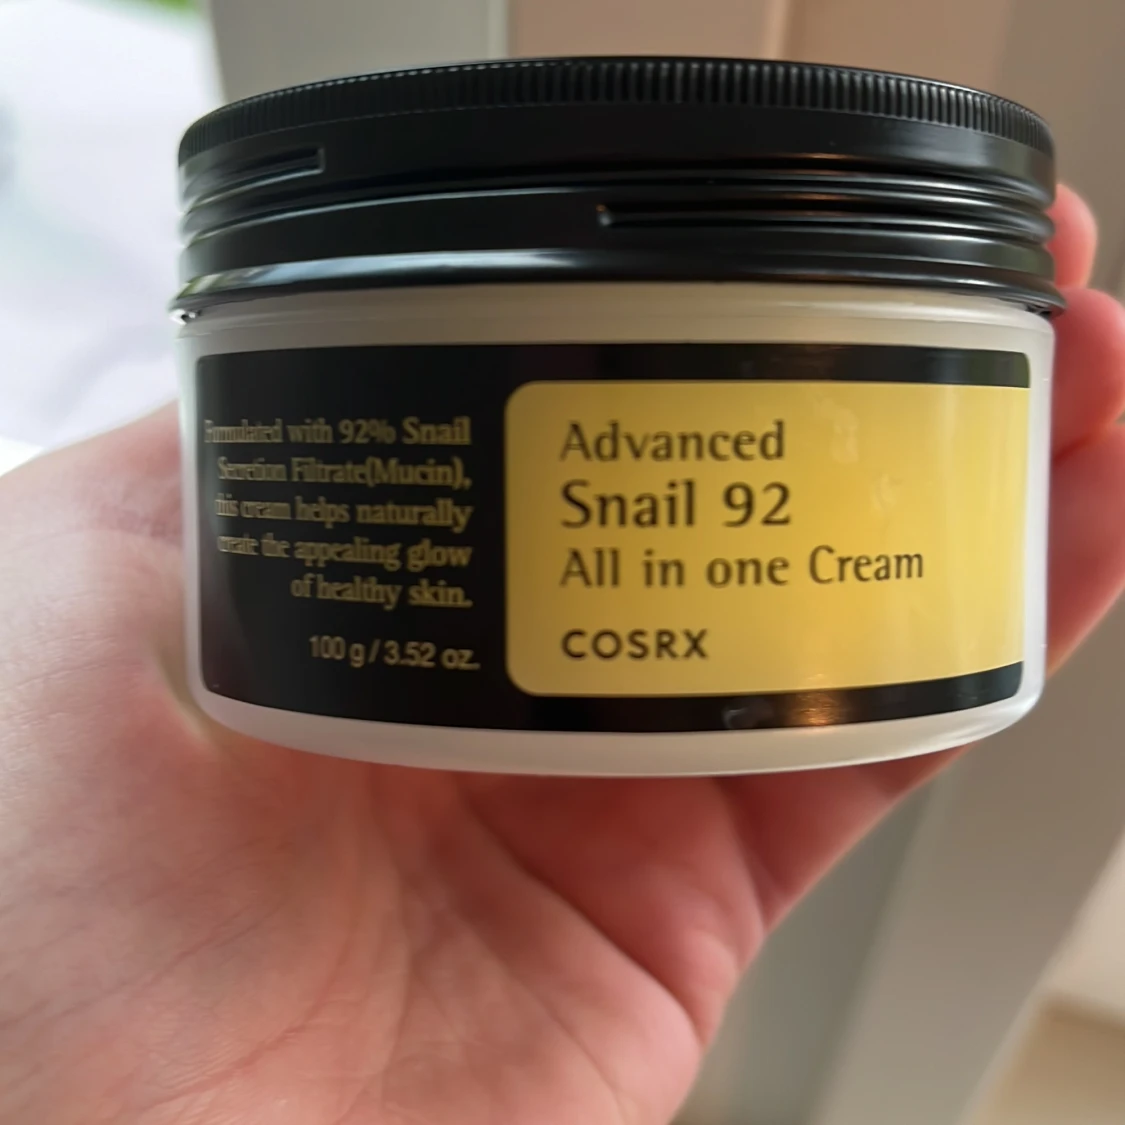 Formulated with 92% Snail
Secretion Filtrate(Mucin),
this cream helps naturally
create the appealing glow
of healthy skin.
100 g / 3.52 oz.
Advanced
Snail 92
All in one Cream
COSRX